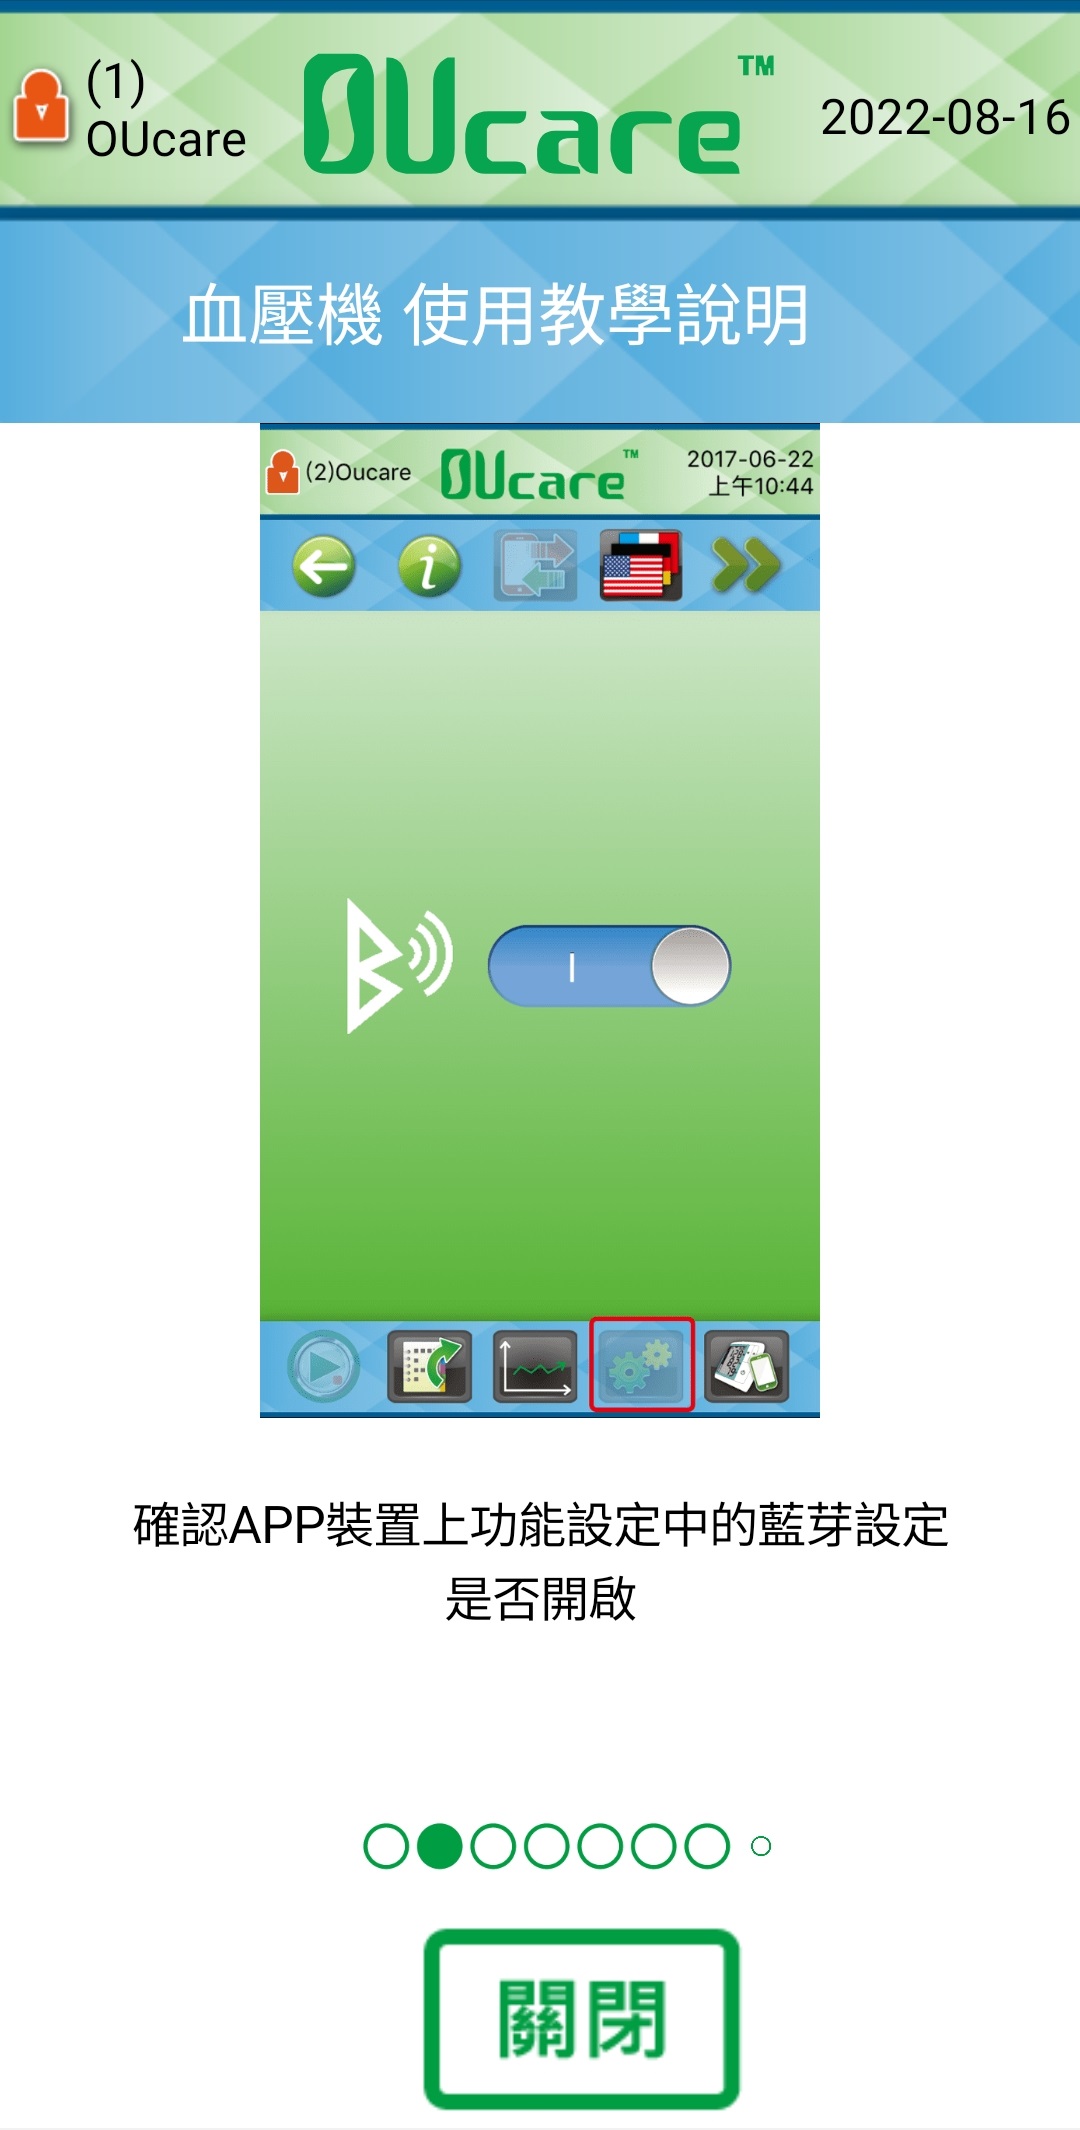 (1)
OUcare
OUcare™
2022-08-16
血壓機 使用教學說明
(2)Oucare
OUcare™
2017-06-22
上午10:44
確認APP裝置上功能設定中的藍芽設定
是否開啟
關閉